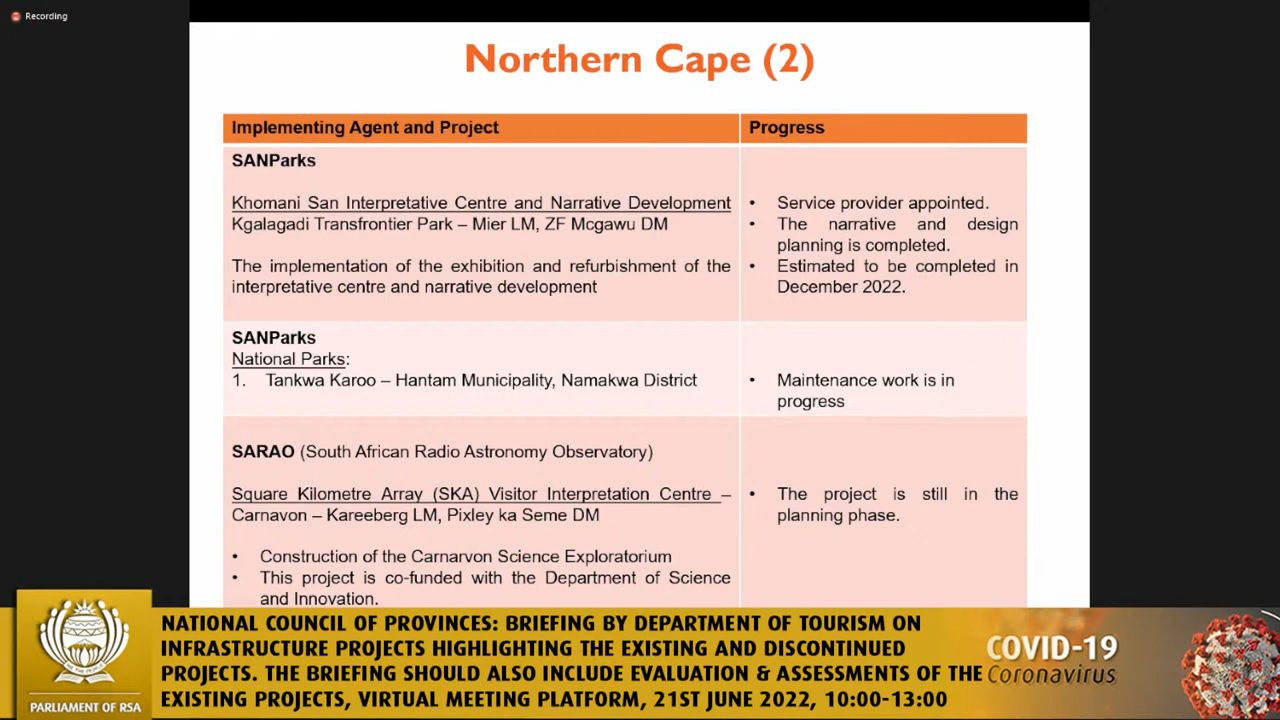 Recording
Northern Cape (2)
Implementing Agent and Project
Progress
SANParks
Khomani San Interpretative Centre and Narrative Development
Kgalagadi Transfrontier Park – Mier LM, ZF Mcgawu DM
The implementation of the exhibition and refurbishment of the
interpretative centre and narrative development
• Service provider appointed.
• The narrative and design
planning is completed.
• Estimated to be completed in
December 2022.
SANParks
National Parks:
1. Tankwa Karoo – Hantam Municipality, Namakwa District
• Maintenance work is in
progress
SARAO (South African Radio Astronomy Observatory)
Square Kilometre Array (SKA) Visitor Interpretation Centre –
Carnavon – Kareeberg LM, Pixley ka Seme DM
• Construction of the Carnarvon Science Exploratorium
• This project is co-funded with the Department of Science
and Innovation.
• The project is still in the
planning phase.
PARLIAMENT OF RSA
NATIONAL COUNCIL OF PROVINCES: BRIEFING BY DEPARTMENT OF TOURISM ON
INFRASTRUCTURE PROJECTS HIGHLIGHTING THE EXISTING AND DISCONTINUED
PROJECTS. THE BRIEFING SHOULD ALSO INCLUDE EVALUATION & ASSESSMENTS OF THE
EXISTING PROJECTS, VIRTUAL MEETING PLATFORM, 21ST JUNE 2022, 10:00-13:00
COVID-19
Coronavirus